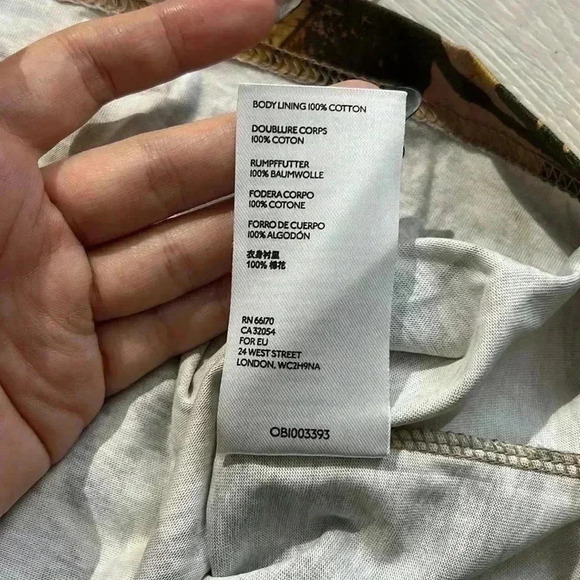 BODY LINING 100% COTTON
DOUBLURE CORPS
100% COTON
RUMPFFUTTER
100% BAUMWOLLE
FODERA CORPO
100% COTONE
FORRO DE CUERPO
100% ALGODÓN
衣身衬里
100% 棉花
RN 66170
CA 32054
FOR EU
24 WEST STREET
LONDON, WC2H9NA
OB1003393